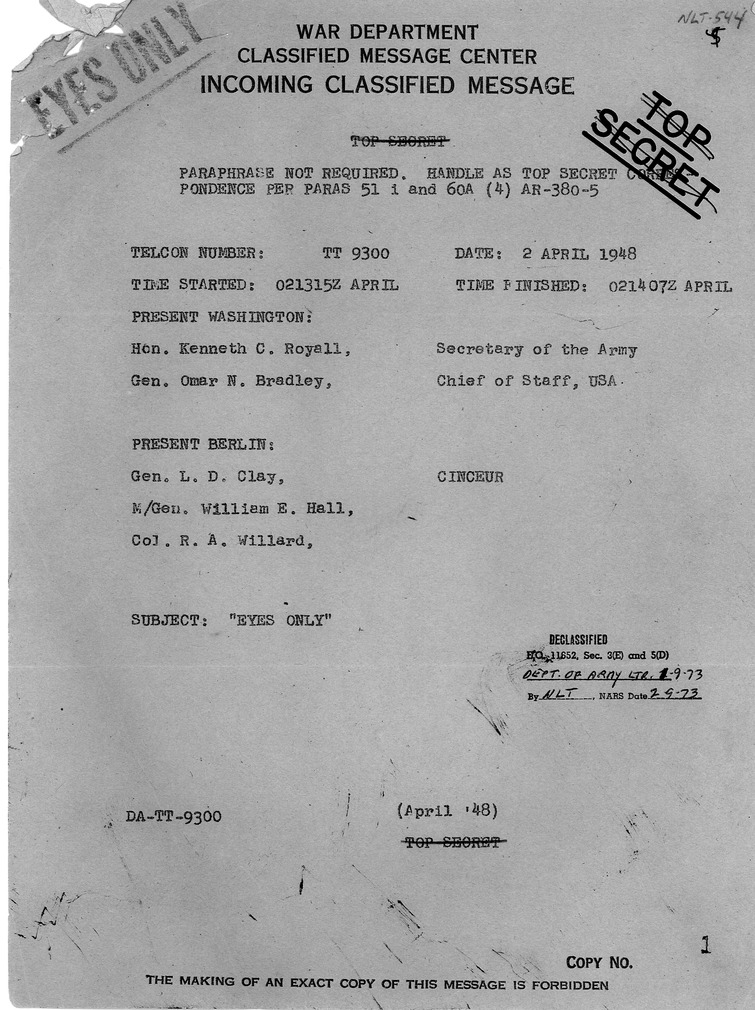 NLT-544
EYES ONLY
WAR DEPARTMENT
CLASSIFIED MESSAGE CENTER
INCOMING CLASSIFIED MESSAGE
TOP SECRET
TOP SECRET
PARAPHRASE NOT REQUIRED. HANDLE AS TOP SECRET CORRES-
PONDENCE PER PARAS 51 i and 60A (4) AR-380-5
TELCON NUMBER: TT 9300 DATE: 2 APRIL 1948
TIME STARTED: 021315Z APRIL TIME FINISHED: 021407Z APRIL
PRESENT WASHINGTON:
Hon. Kenneth C. Royall, Secretary of the Army
Gen. Omar N. Bradley, Chief of Staff, USA.
PRESENT BERLIN:
Gen. L. D. Clay, CINCEUR
M/Gen. William E. Hall,
Col. R. A. Willard,
SUBJECT: "EYES ONLY"
DECLASSIFIED
E.O. 11652, Sec. 3(E) and 5(D)
DEPT. OF ARMY LTR. 1-9-73
By NLT, NARS Date 2-9-73
DA-TT-9300 (April '48)
TOP SECRET
1
COPY NO.
THE MAKING OF AN EXACT COPY OF THIS MESSAGE IS FORBIDDEN